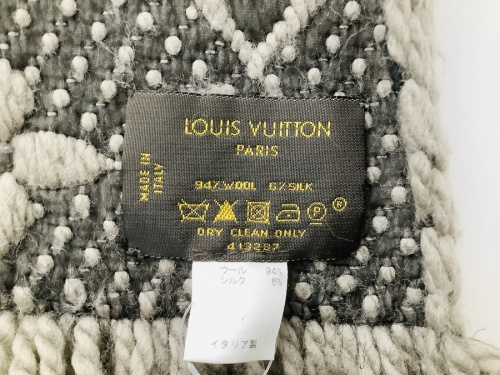 LOUIS VUITTON
PARIS
MADE IN
ITALY
94% WOOL 6% SILK
P ®
DRY CLEAN ONLY
413287
ウール 94%
シルク 6%
イタリア製